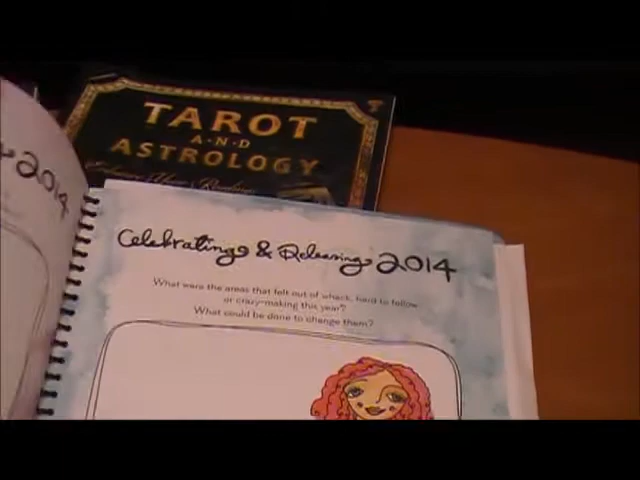 TAROT
AND
ASTROLOGY
2014
Celebrating & Releasing 2014
What were the areas that felt out of whack, hard to follow
or crazy-making this year?
What could be done to change them?